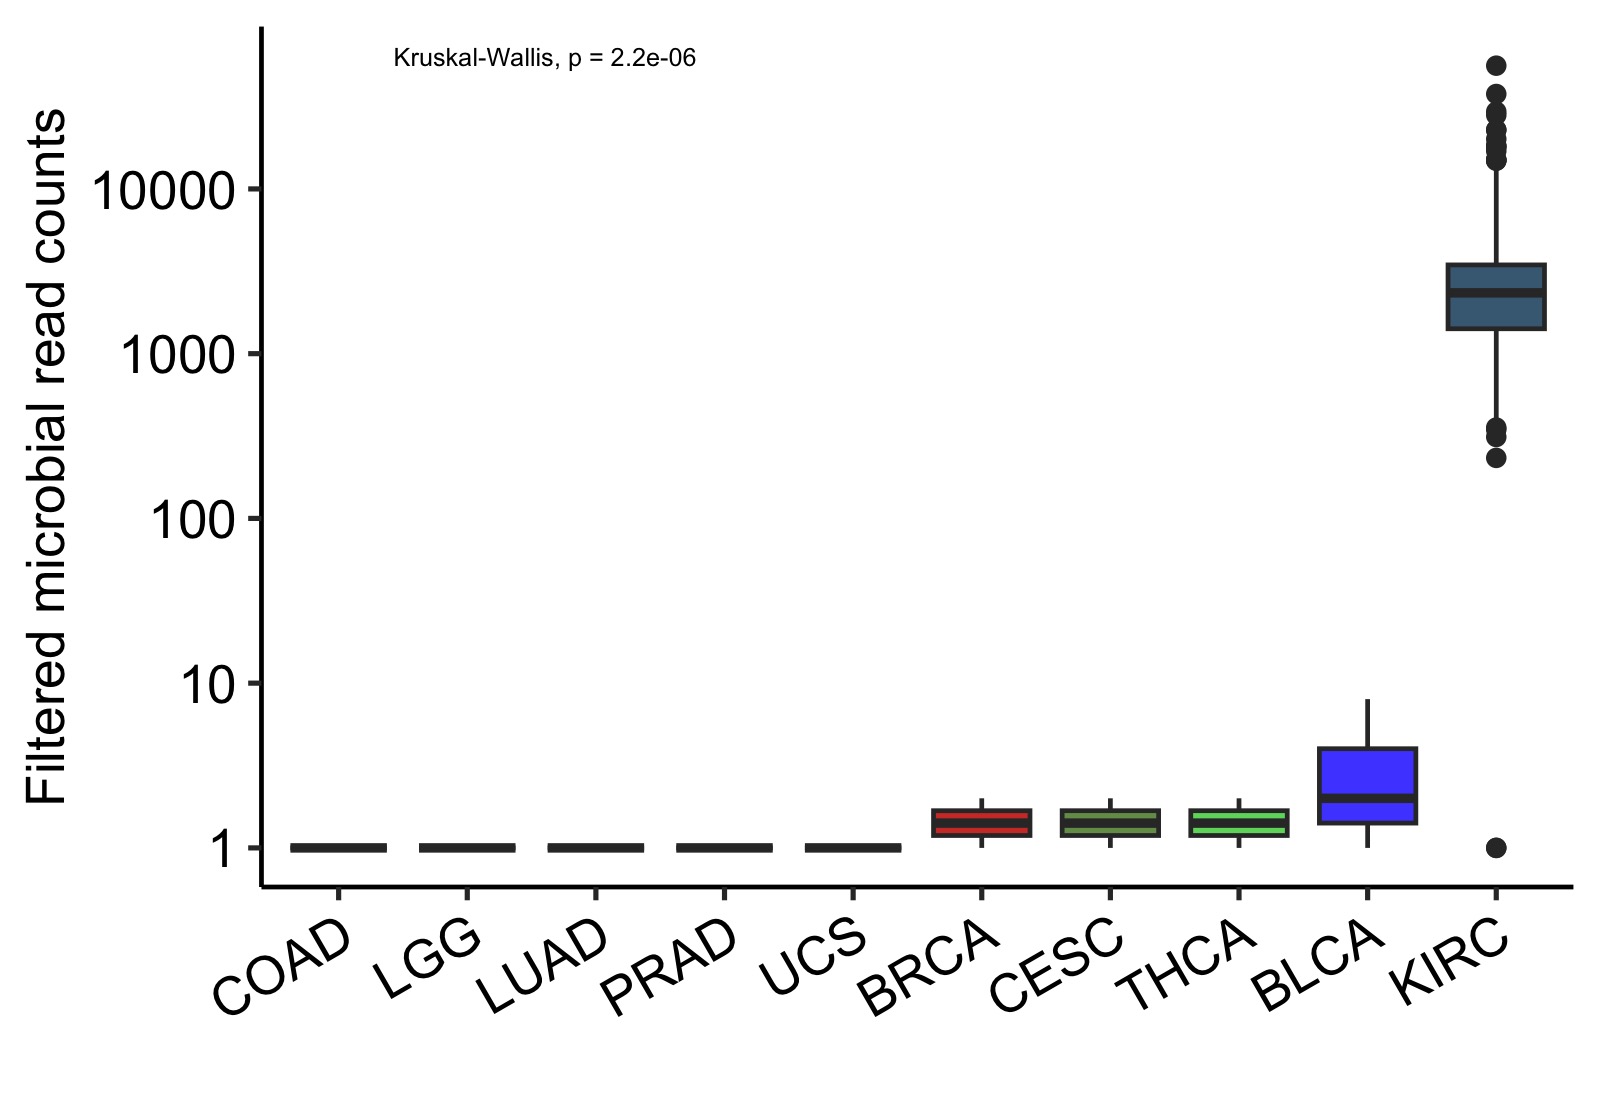 Kruskal-Wallis, p = 2.2e-06
Filtered microbial read counts
10000
1000
100
10
1
COAD
LGG
LUAD
PRAD
UCS
BRCA
CESC
THCA
BLCA
KIRC